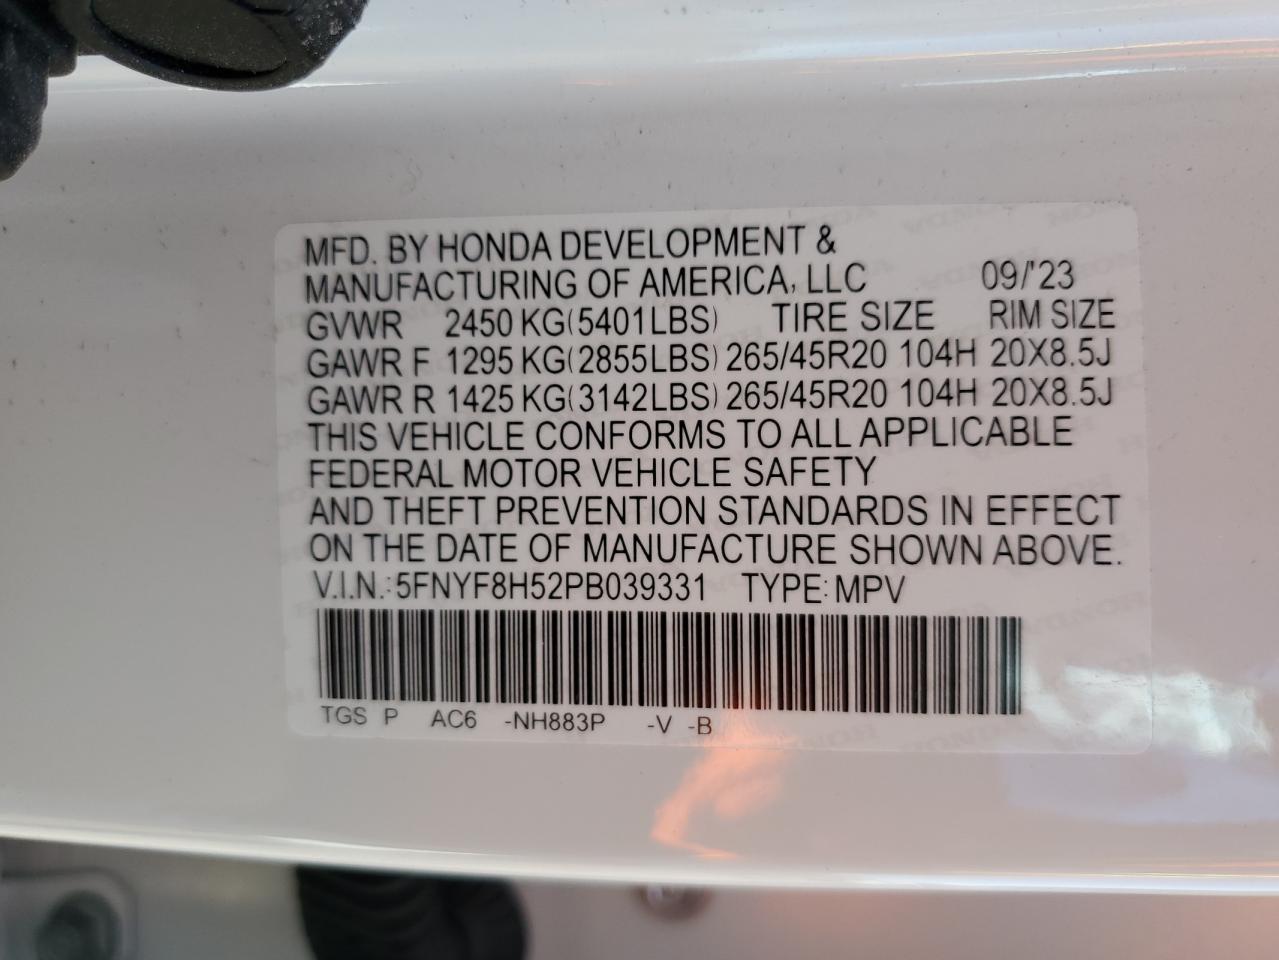 MFD. BY HONDA DEVELOPMENT &
MANUFACTURING OF AMERICA, LLC 09/'23
GVWR 2450 KG(5401LBS) TIRE SIZE RIM SIZE
GAWR F 1295 KG(2855LBS) 265/45R20 104H 20X8.5J
GAWR R 1425 KG(3142LBS) 265/45R20 104H 20X8.5J
THIS VEHICLE CONFORMS TO ALL APPLICABLE
FEDERAL MOTOR VEHICLE SAFETY
AND THEFT PREVENTION STANDARDS IN EFFECT
ON THE DATE OF MANUFACTURE SHOWN ABOVE.
V.I.N.: 5FNYF8H52PB039331 TYPE: MPV
TGS P AC6 -NH883P -V -B